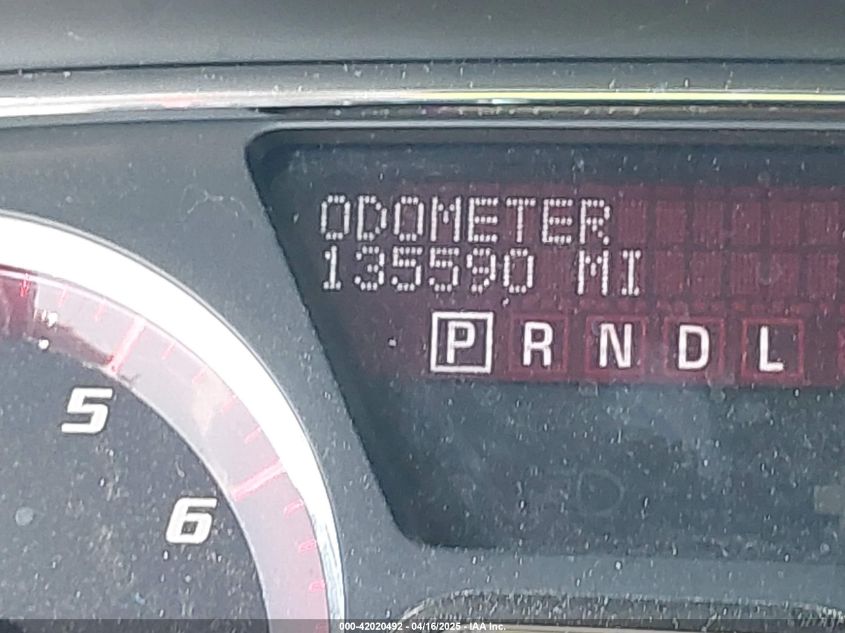 ODOMETER
135590 MI
P R N D L
5
6
000-42020492 - 04/16/2025 - IAA Inc.